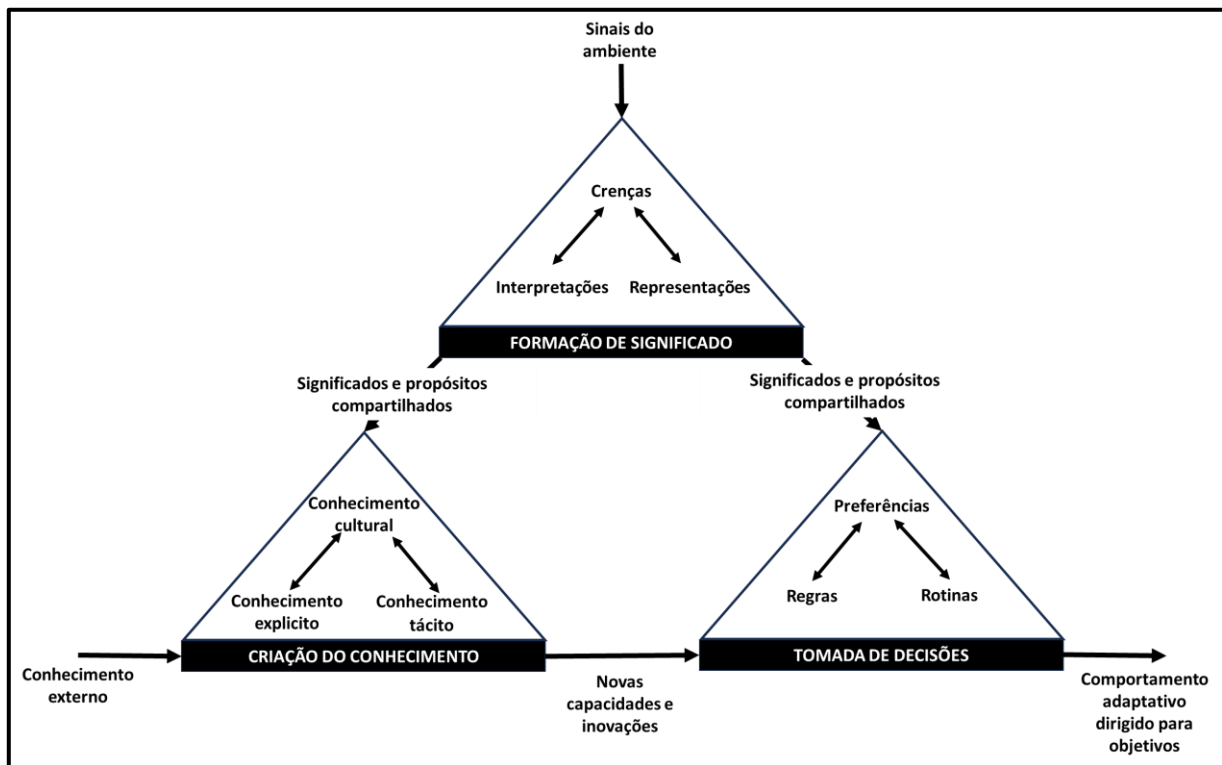 Sinais do
ambiente
Crenças
Interpretações
Representações
FORMAÇÃO DE SIGNIFICADO
Significados e propósitos
compartilhados
Significados e propósitos
compartilhados
Conhecimento
cultural
Conhecimento
explicito
Conhecimento
tácito
CRIAÇÃO DO CONHECIMENTO
Preferências
Regras
Rotinas
TOMADA DE DECISÕES
Conhecimento
externo
Novas
capacidades e
inovações
Comportamento
adaptativo
dirigido para
objetivos